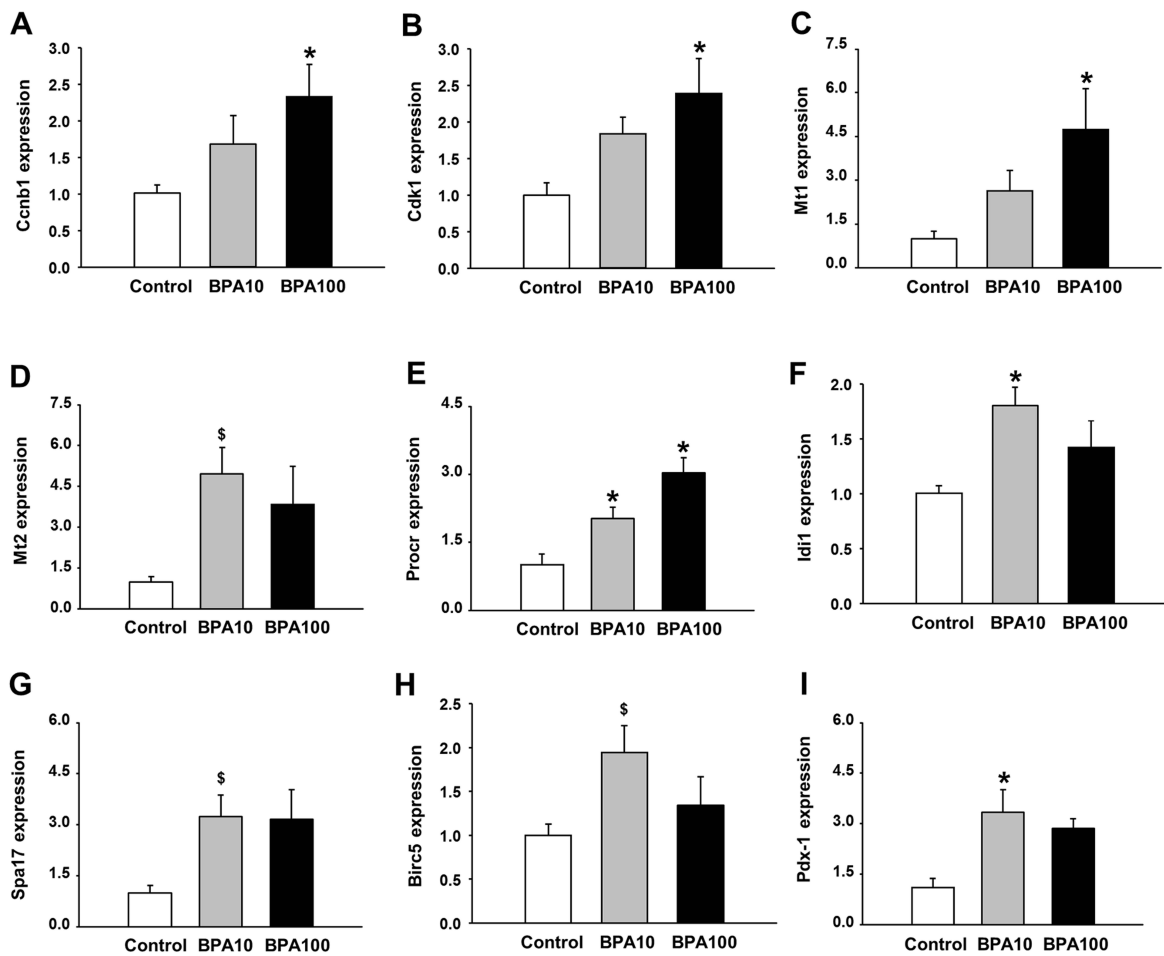 A
Ccnb1 expression
3.0
2.5
2.0
1.5
1.0
0.5
0.0
*
Control BPA10 BPA100
B
Cdk1 expression
3.0
2.5
2.0
1.5
1.0
0.5
0.0
*
Control BPA10 BPA100
C
Mt1 expression
7.5
6.0
4.5
3.0
1.5
0.0
*
Control BPA10 BPA100
D
Mt2 expression
7.5
6.0
4.5
3.0
1.5
0.0
$
Control BPA10 BPA100
E
Procr expression
4.5
3.0
1.5
0.0
*
*
Control BPA10 BPA100
F
Idi1 expression
2.0
1.5
1.0
0.5
0.0
*
Control BPA10 BPA100
G
Spa17 expression
6.0
4.5
3.0
1.5
0.0
$
Control BPA10 BPA100
H
Birc5 expression
2.5
2.0
1.5
1.0
0.5
0.0
$
Control BPA10 BPA100
I
Pdx-1 expression
6.0
4.5
3.0
1.5
0.0
*
Control BPA10 BPA100